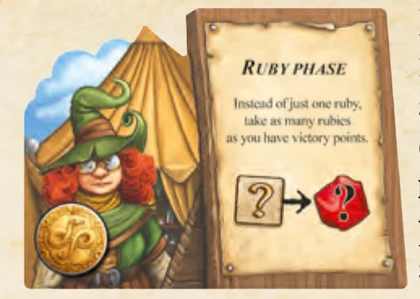 RUBY PHASE
Instead of just one ruby,
take as many rubies
as you have victory points.
? ?